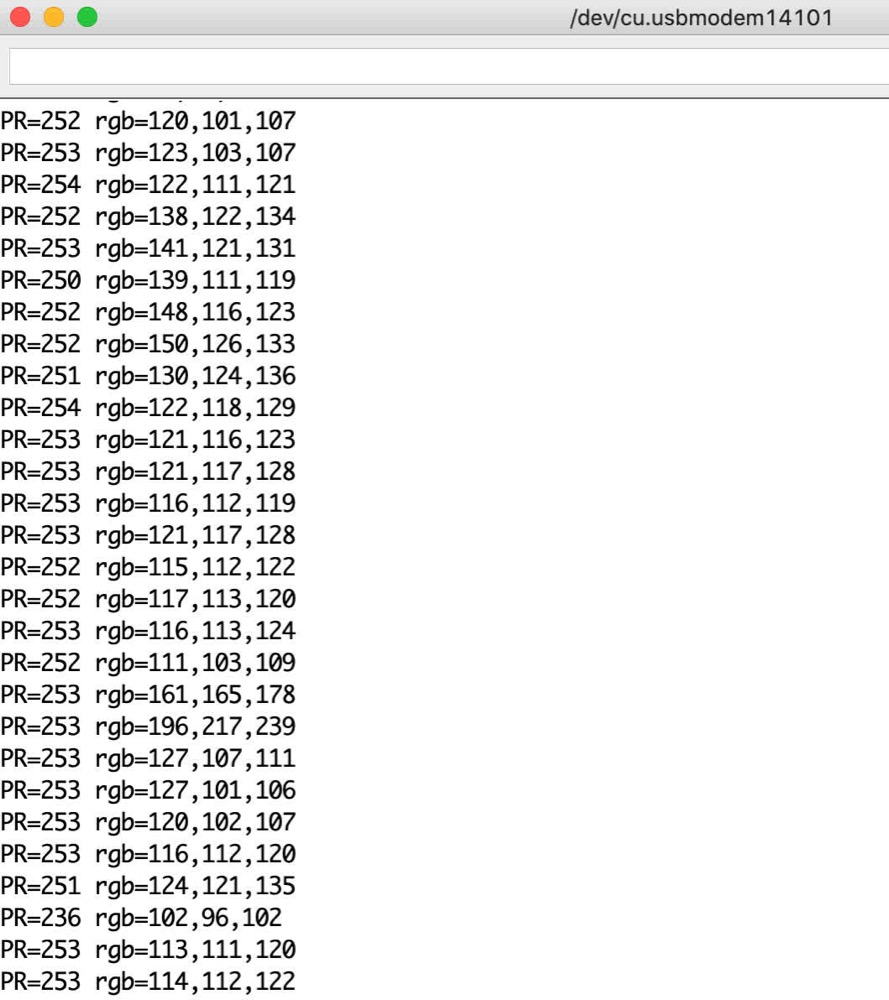 /dev/cu.usbmodem14101
PR=252 rgb=120,101,107
PR=253 rgb=123,103,107
PR=254 rgb=122,111,121
PR=252 rgb=138,122,134
PR=253 rgb=141,121,131
PR=250 rgb=139,111,119
PR=252 rgb=148,116,123
PR=252 rgb=150,126,133
PR=251 rgb=130,124,136
PR=254 rgb=122,118,129
PR=253 rgb=121,116,123
PR=253 rgb=121,117,128
PR=253 rgb=116,112,119
PR=253 rgb=121,117,128
PR=252 rgb=115,112,122
PR=252 rgb=117,113,120
PR=253 rgb=116,113,124
PR=252 rgb=111,103,109
PR=253 rgb=161,165,178
PR=253 rgb=196,217,239
PR=253 rgb=127,107,111
PR=253 rgb=127,101,106
PR=253 rgb=120,102,107
PR=253 rgb=116,112,120
PR=251 rgb=124,121,135
PR=236 rgb=102,96,102
PR=253 rgb=113,111,120
PR=253 rgb=114,112,122